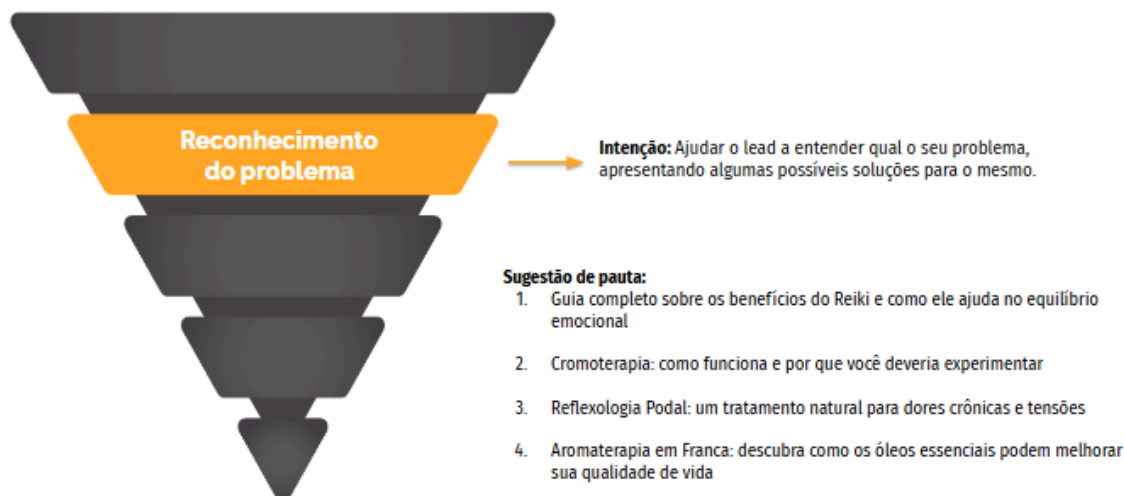 Reconhecimento
do problema
Intenção: Ajudar o lead a entender qual o seu problema,
apresentando algumas possíveis soluções para o mesmo.
Sugestão de pauta:
1. Guia completo sobre os benefícios do Reiki e como ele ajuda no equilíbrio
emocional
2. Cromoterapia: como funciona e por que você deveria experimentar
3. Reflexologia Podal: um tratamento natural para dores crônicas e tensões
4. Aromaterapia em Franca: descubra como os óleos essenciais podem melhorar
sua qualidade de vida